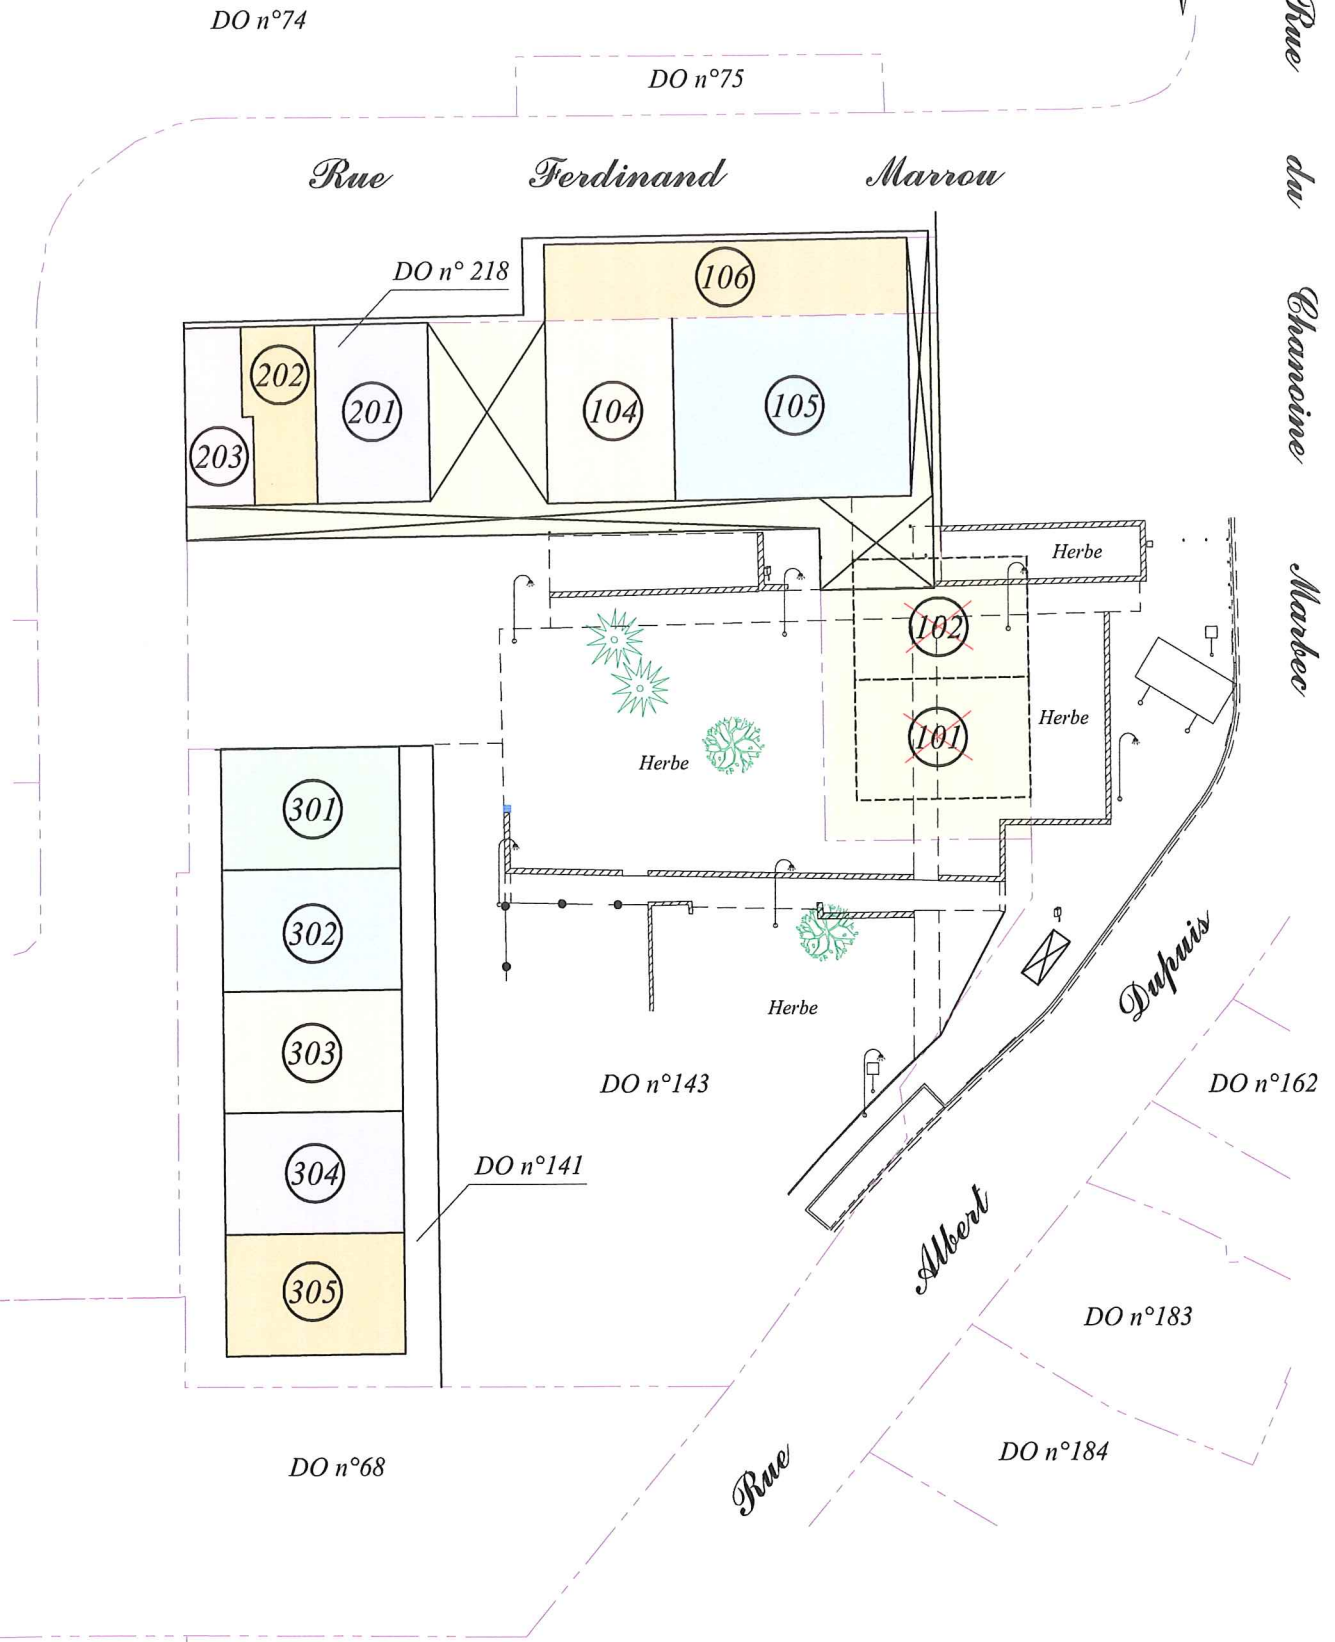 DO n°74
DO n°75
Rue Ferdinand Marrou
Rue du Chanoine Marbec
DO n° 218
106
202
201
104
105
203
Herbe
102
101
Herbe
Herbe
301
302
303
304
305
Herbe
DO n°143
DO n°141
DO n°162
DO n°183
DO n°184
DO n°68
Rue Albert Dupuis